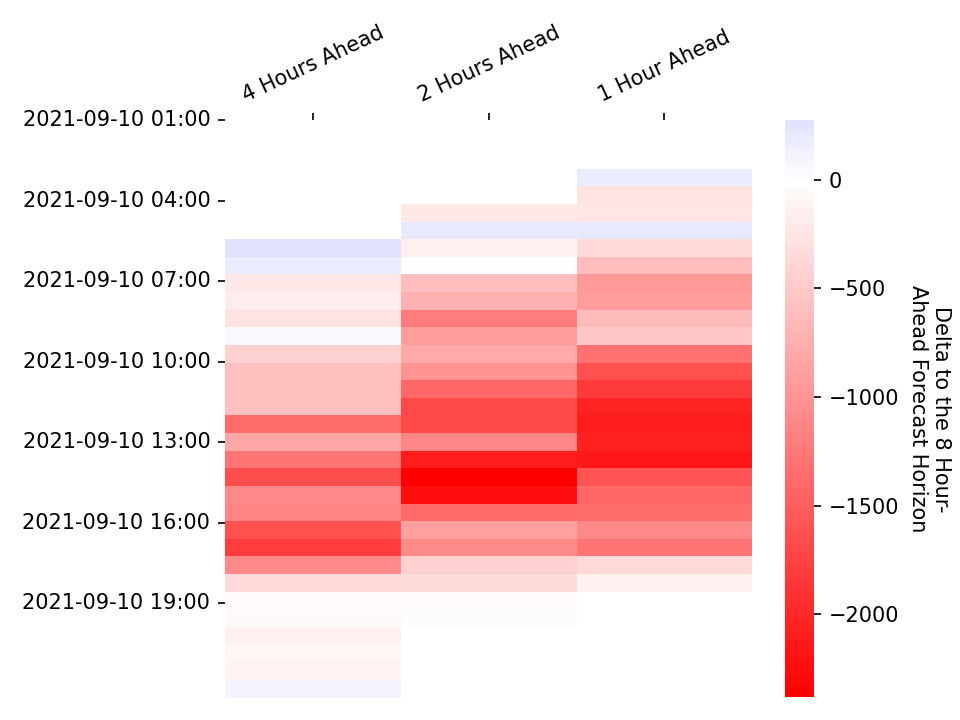 4 Hours Ahead
2 Hours Ahead
1 Hour Ahead
2021-09-10 01:00
2021-09-10 04:00
2021-09-10 07:00
2021-09-10 10:00
2021-09-10 13:00
2021-09-10 16:00
2021-09-10 19:00
0
−500
−1000
−1500
−2000
Delta to the 8 Hour-
Ahead Forecast Horizon